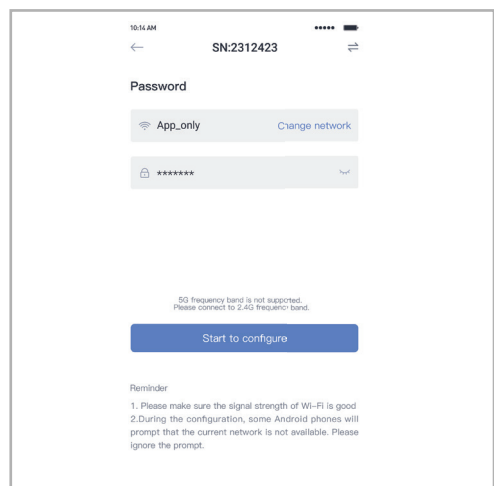 10:14 AM
SN:2312423
Password
App_only Change network
*******
5G frequency band is not supported.
Please connect to 2.4G frequency band.
Start to configure
Reminder
1. Please make sure the signal strength of Wi-Fi is good
2.During the configuration, some Android phones will
prompt that the current network is not available. Please
ignore the prompt.